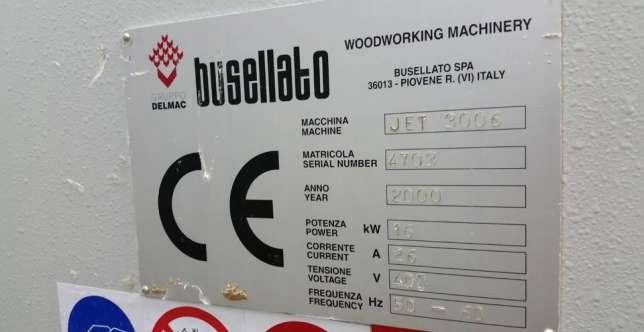 GRUPPO
DELMAC
busellato
WOODWORKING MACHINERY
BUSELLATO SPA
36013 - PIOVENE R. (VI) ITALY
MACCHINA
MACHINE
JET 3006
MATRICOLA
SERIAL NUMBER
4703
ANNO
YEAR
2000
POTENZA
POWER kW 15
CORRENTE
CURRENT A 26
TENSIONE
VOLTAGE V 400
FREQUENZA
FREQUENCY Hz 50 - 60
CE